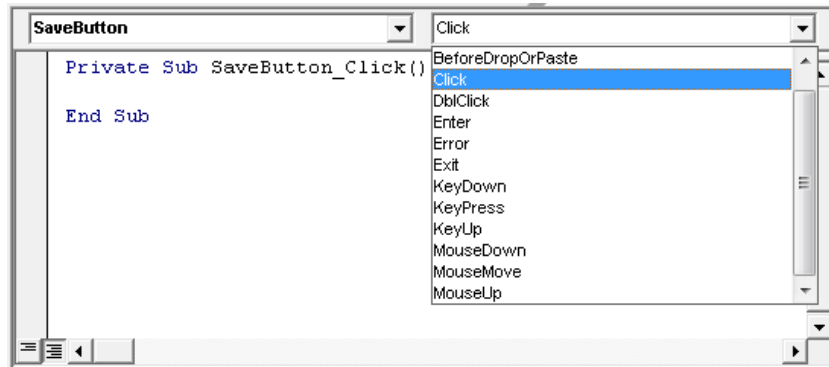 SaveButton
Click
Private Sub SaveButton_Click()
End Sub
BeforeDropOrPaste
Click
DblClick
Enter
Error
Exit
KeyDown
KeyPress
KeyUp
MouseDown
MouseMove
MouseUp